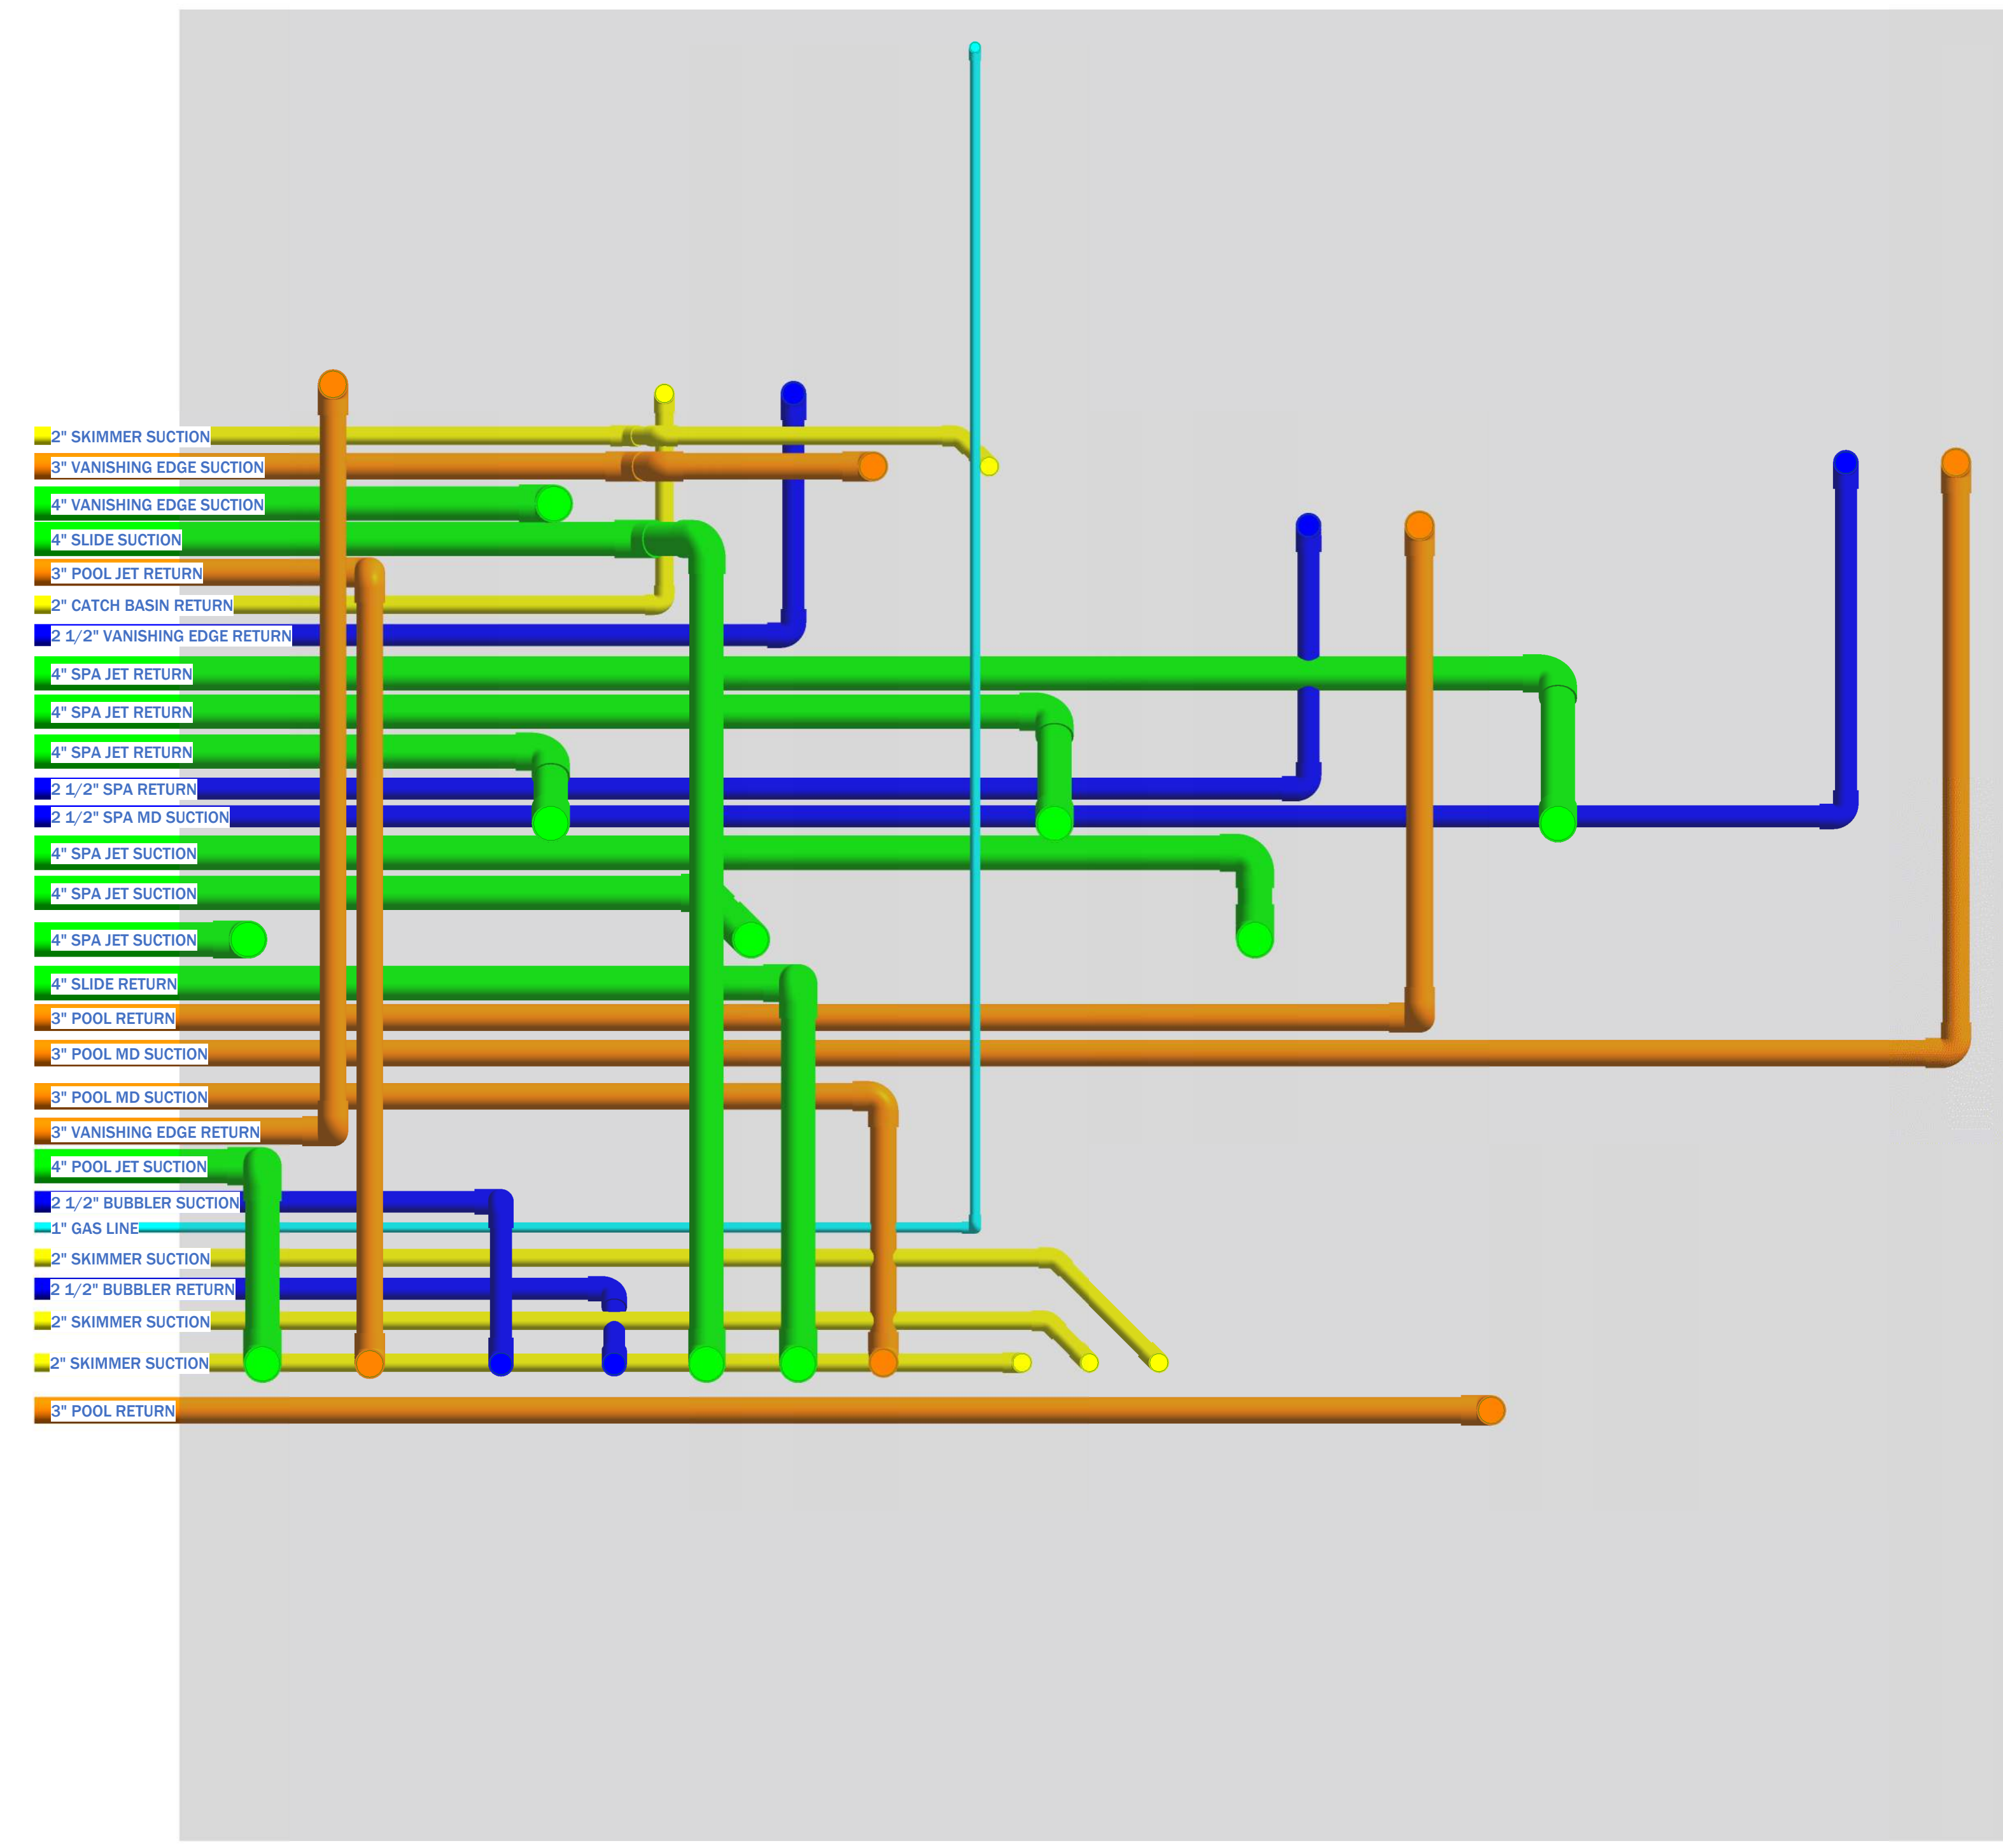 2" SKIMMER SUCTION
3" VANISHING EDGE SUCTION
4" VANISHING EDGE SUCTION
4" SLIDE SUCTION
3" POOL JET RETURN
2" CATCH BASIN RETURN
2 1/2" VANISHING EDGE RETURN
4" SPA JET RETURN
4" SPA JET RETURN
4" SPA JET RETURN
2 1/2" SPA RETURN
2 1/2" SPA MD SUCTION
4" SPA JET SUCTION
4" SPA JET SUCTION
4" SPA JET SUCTION
4" SLIDE RETURN
3" POOL RETURN
3" POOL MD SUCTION
3" POOL MD SUCTION
3" VANISHING EDGE RETURN
4" POOL JET SUCTION
2 1/2" BUBBLER SUCTION
1" GAS LINE
2" SKIMMER SUCTION
2 1/2" BUBBLER RETURN
2" SKIMMER SUCTION
2" SKIMMER SUCTION
3" POOL RETURN